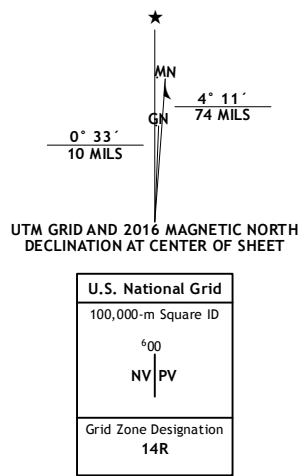 ★
MN
4° 11´
74 MILS
GN
0° 33´
10 MILS
UTM GRID AND 2016 MAGNETIC NORTH
DECLINATION AT CENTER OF SHEET
U.S. National Grid
100,000-m Square ID
⁶00
NV PV
Grid Zone Designation
14R